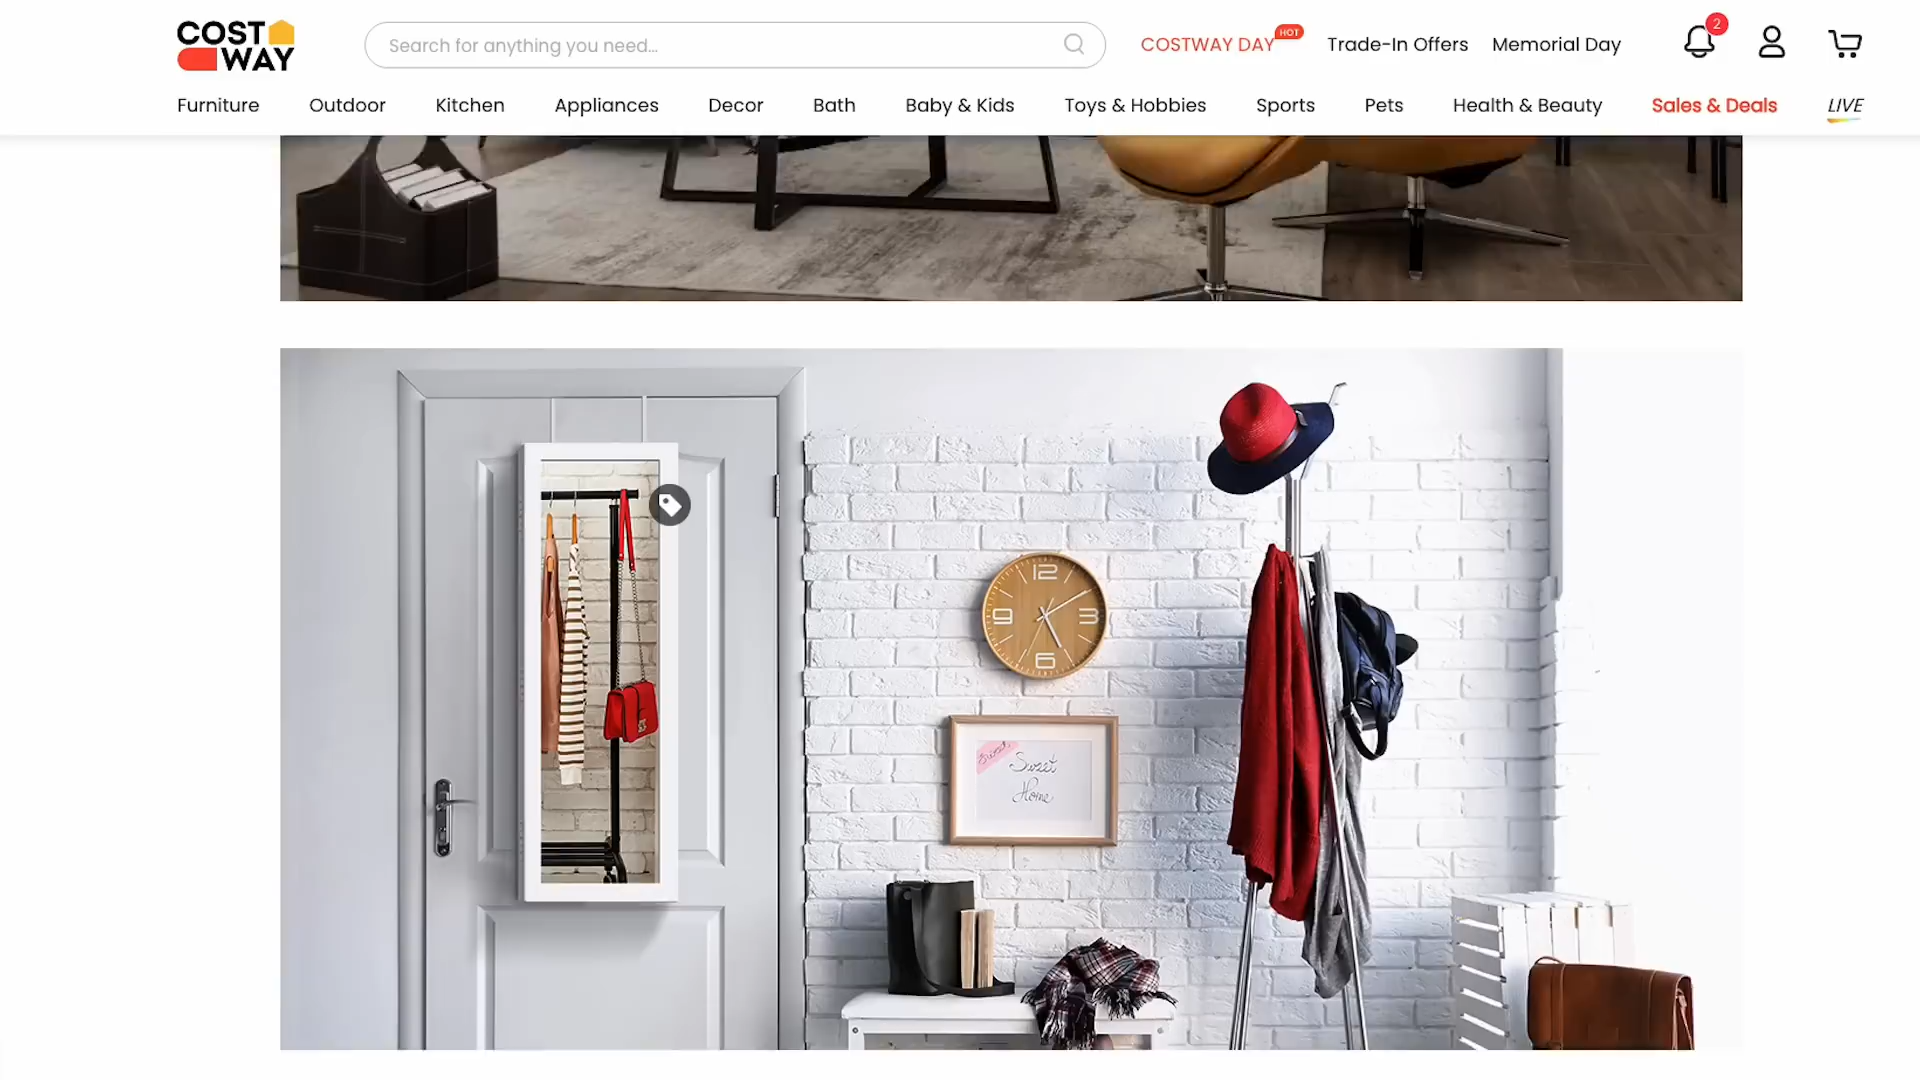 COST
WAY
Search for anything you need...
COSTWAY DAY
HOT
Trade-In Offers
Memorial Day
2
Furniture
Outdoor
Kitchen
Appliances
Decor
Bath
Baby & Kids
Toys & Hobbies
Sports
Pets
Health & Beauty
Sales & Deals
LIVE
12
9
3
6
Sweet
Home